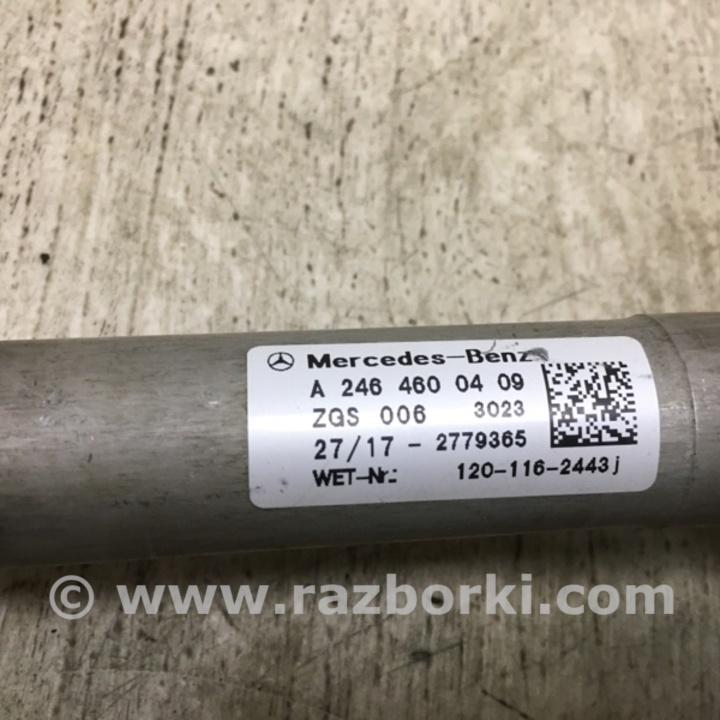 Mercedes-Benz
A 246 460 04 09
ZGS 006 3023
27/17 - 2779365
WET-Nr.: 120-116-2443j
© www.razborki.com